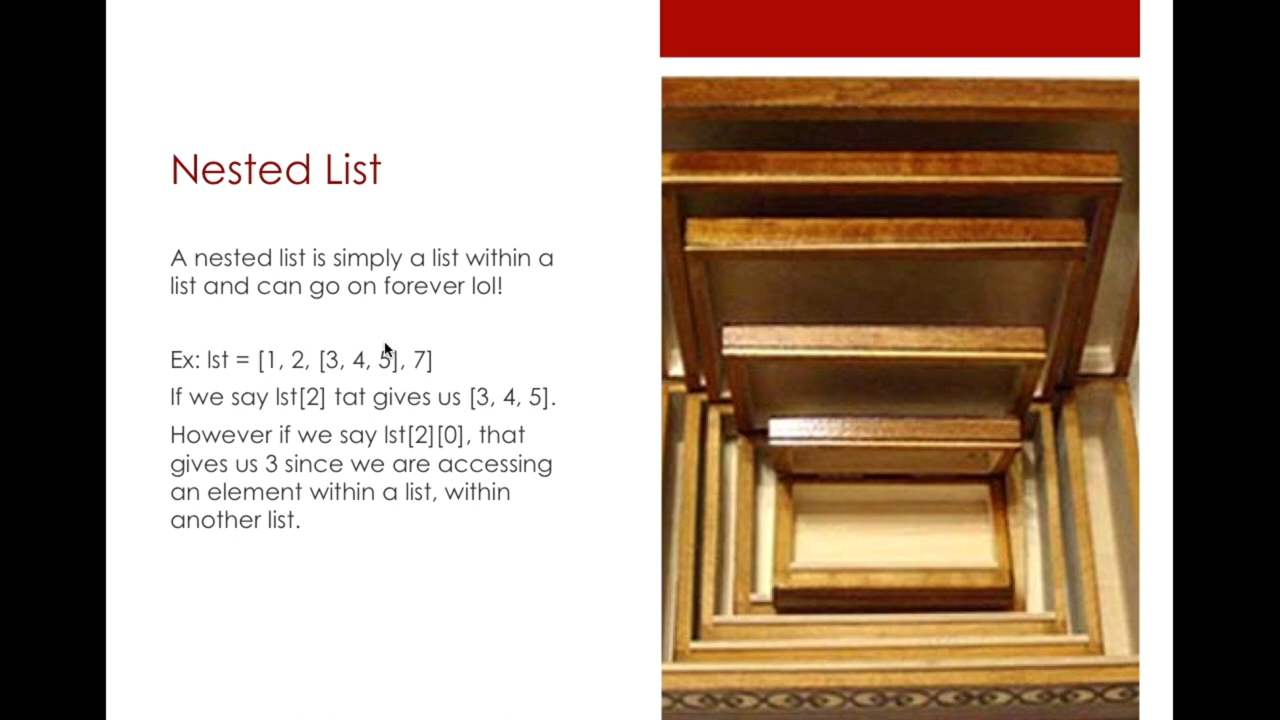 Nested List
A nested list is simply a list within a
list and can go on forever lol!
Ex: lst = [1, 2, [3, 4, 5], 7]
If we say lst[2] tat gives us [3, 4, 5].
However if we say lst[2][0], that
gives us 3 since we are accessing
an element within a list, within
another list.